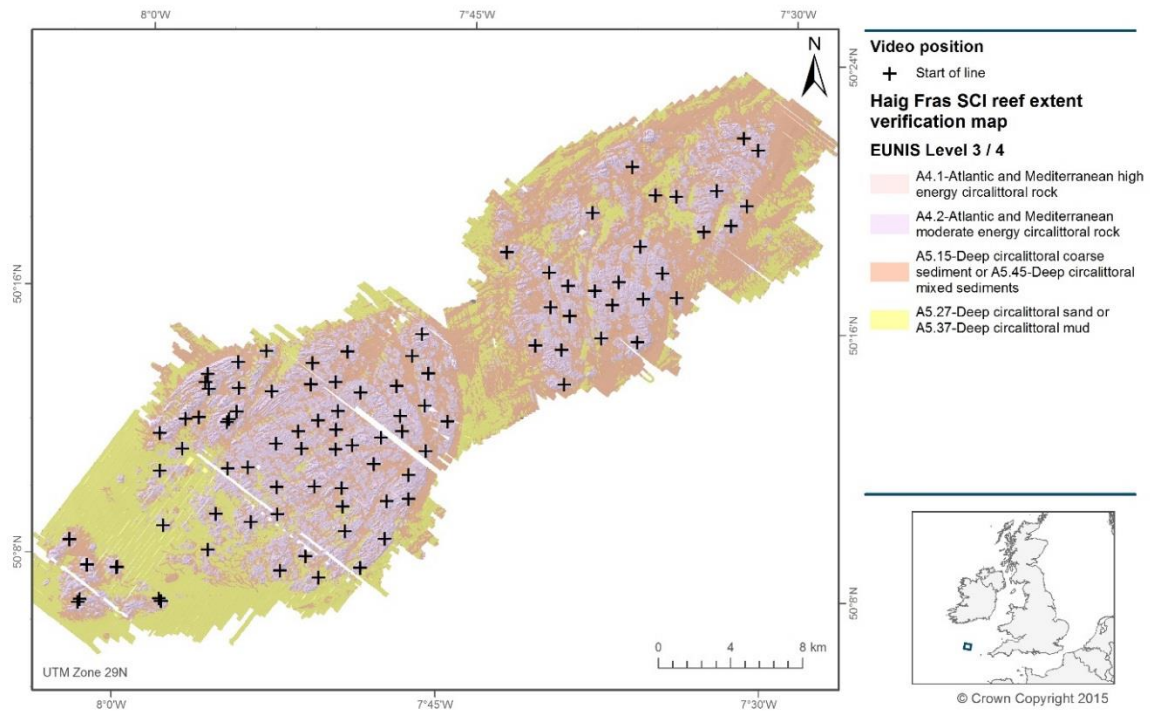 8°0'W 7°45'W 7°30'W
N
50°24'N
50°16'N
50°16'N
50°8'N
50°8'N
0 4 8 km
UTM Zone 29N
8°0'W 7°45'W 7°30'W
Video position
Start of line
Haig Fras SCI reef extent
verification map
EUNIS Level 3 / 4
A4.1-Atlantic and Mediterranean high
energy circalittoral rock
A4.2-Atlantic and Mediterranean
moderate energy circalittoral rock
A5.15-Deep circalittoral coarse
sediment or A5.45-Deep circalittoral
mixed sediments
A5.27-Deep circalittoral sand or
A5.37-Deep circalittoral mud
© Crown Copyright 2015